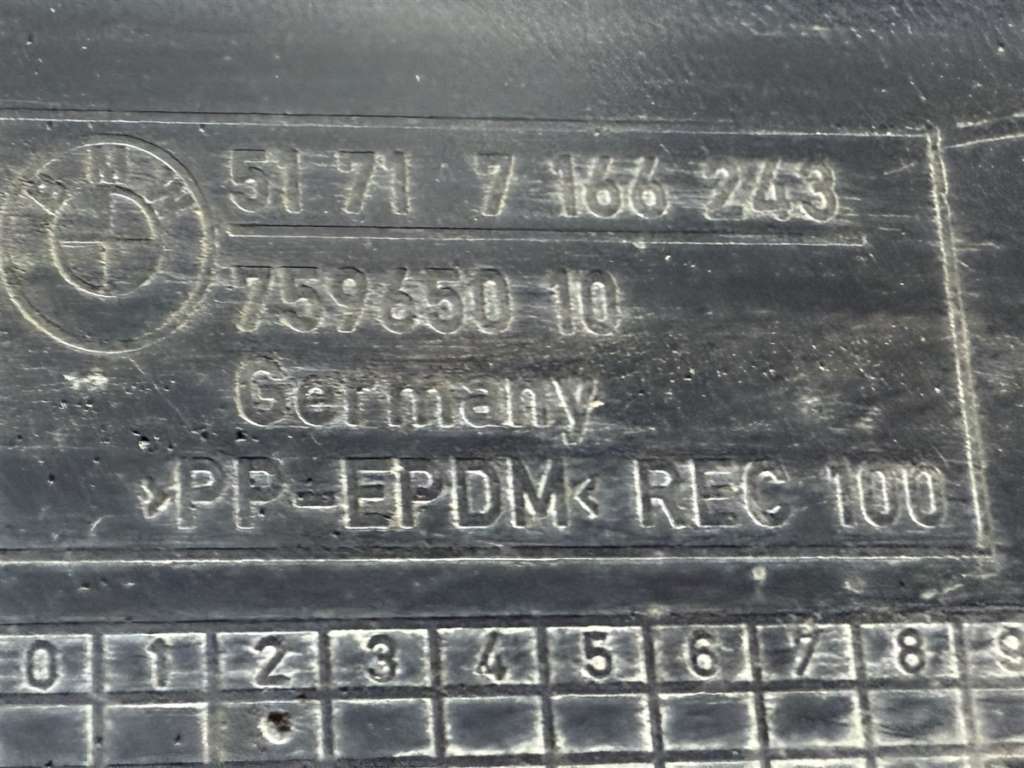 BMW
51 71 7 166 243
759650 10
Germany
>PP-EPDM< REC 100
0 1 2 3 4 5 6 7 8 9